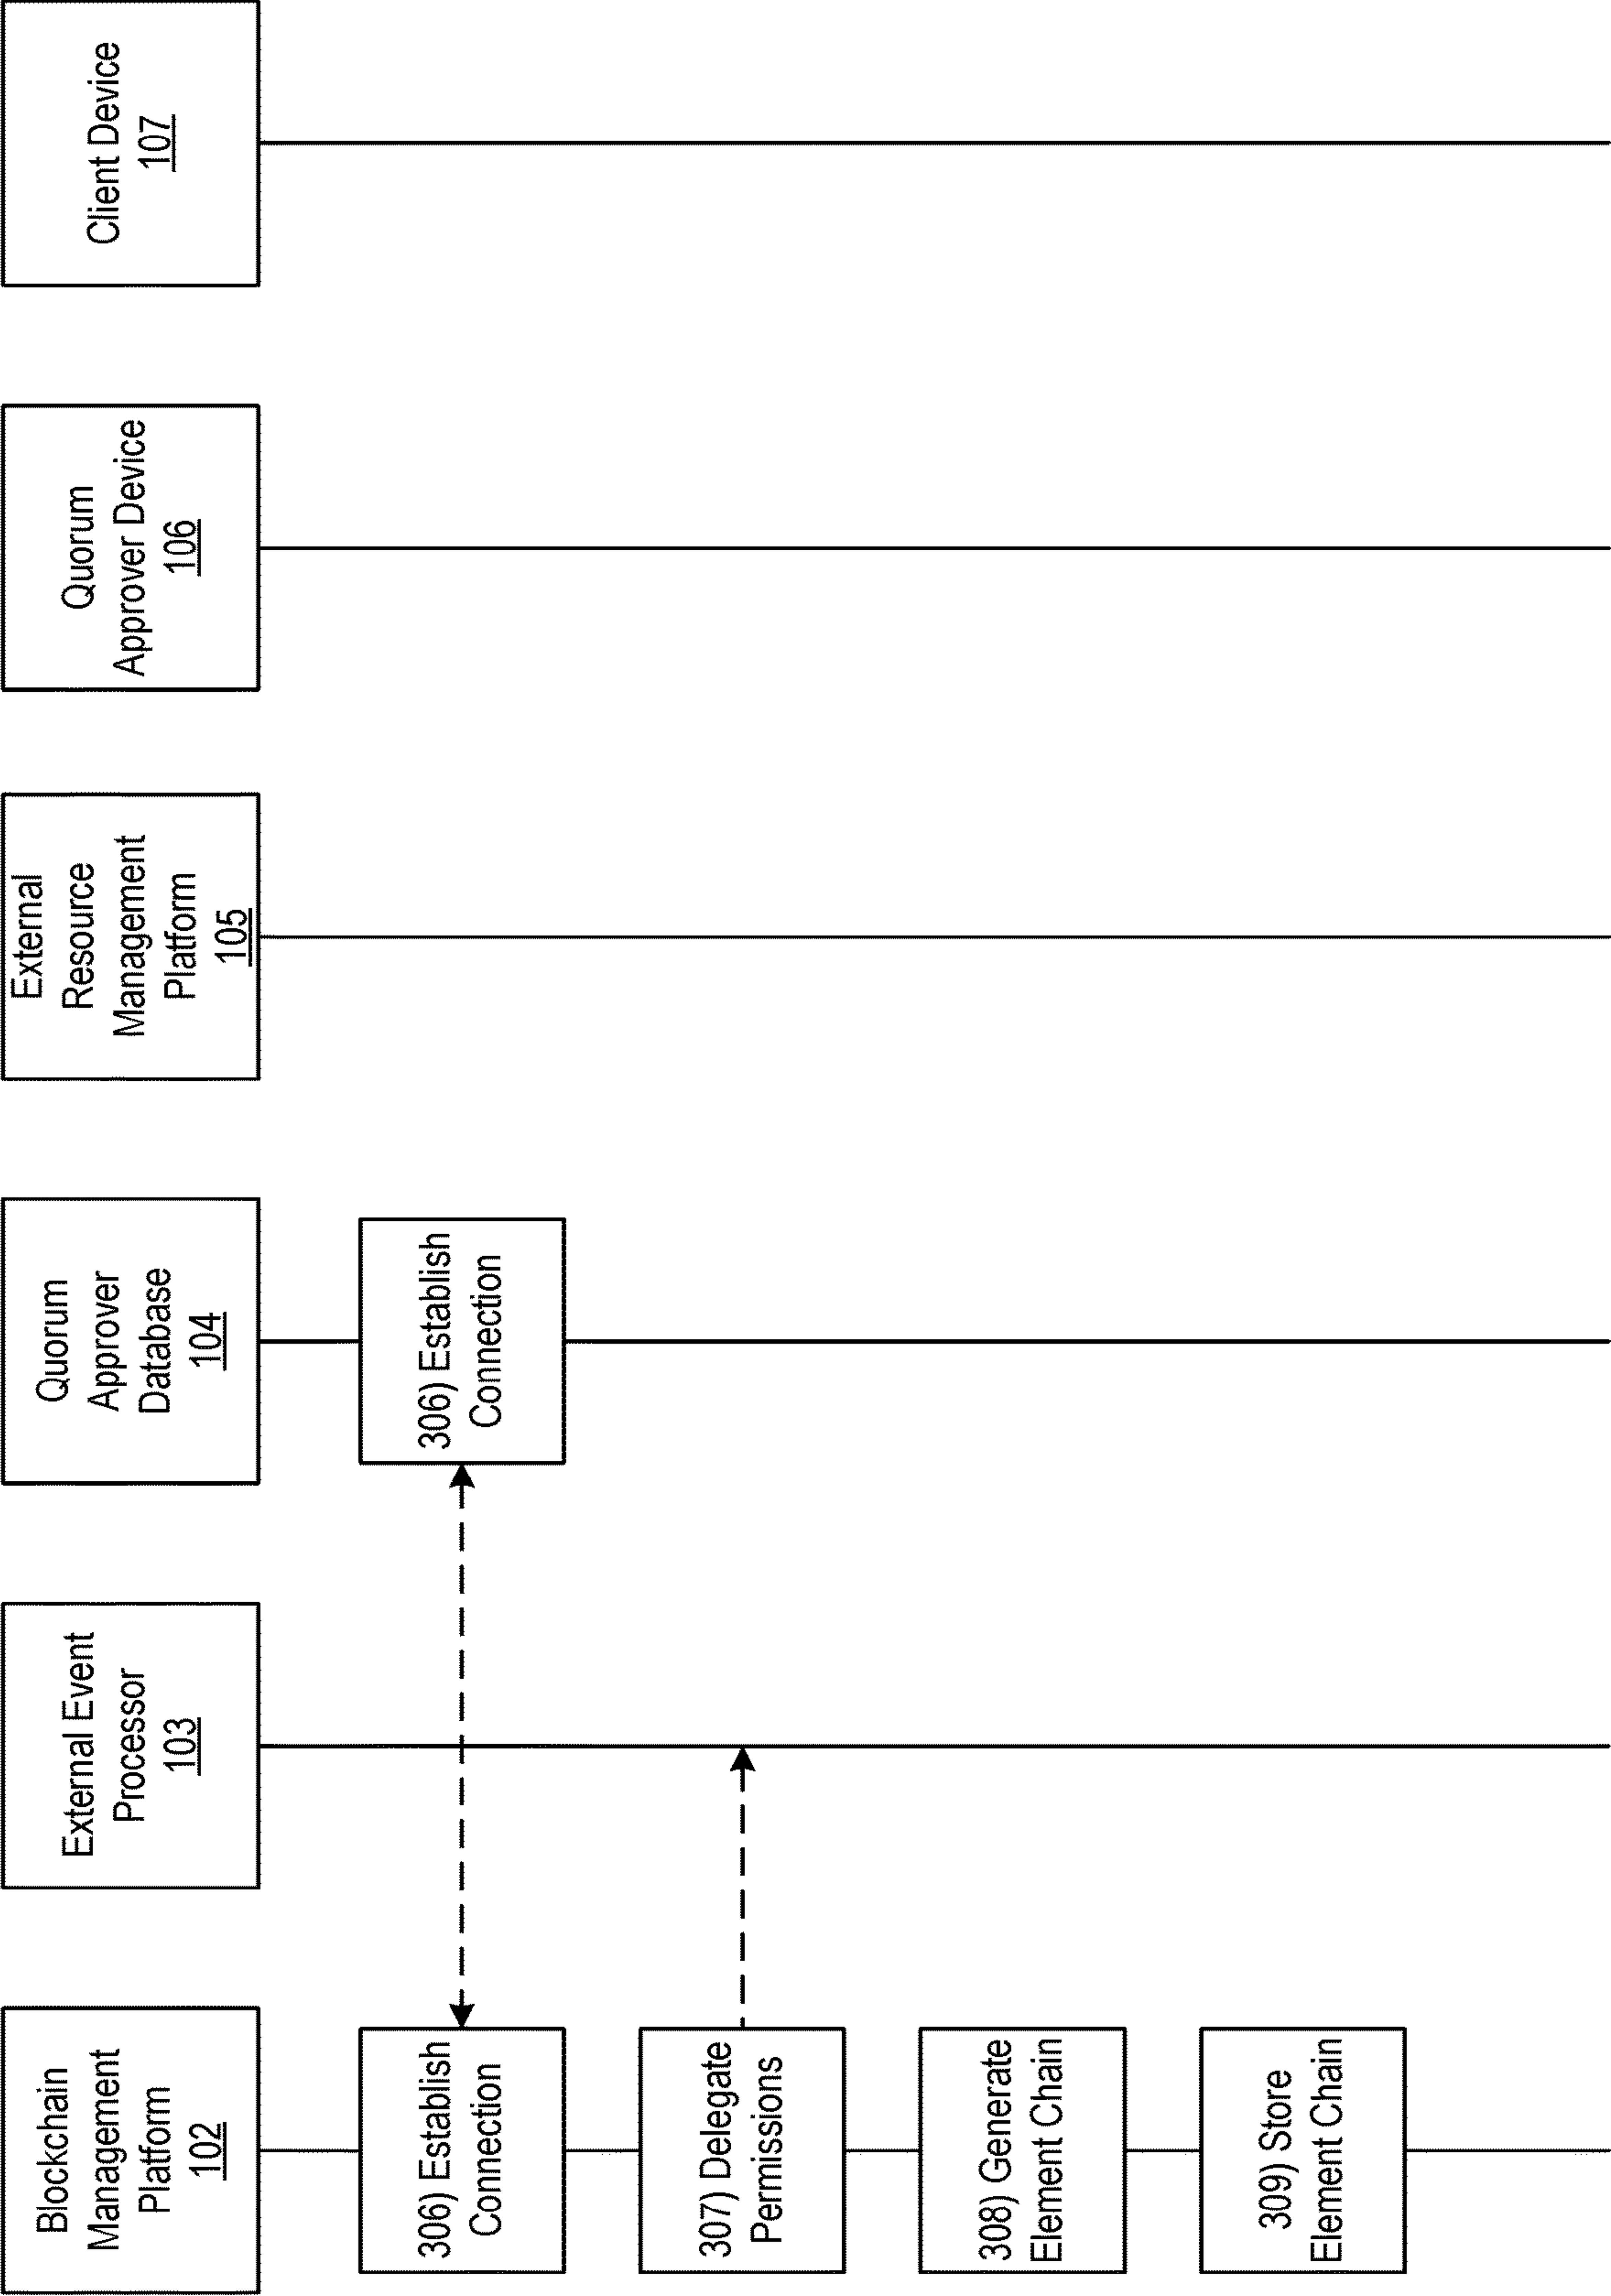 Blockchain
Management
Platform
102
External Event
Processor
103
Quorum
Approver
Database
104
External
Resource
Management
Platform
105
Quorum
Approver Device
106
Client Device
107
306) Establish
Connection
306) Establish
Connection
307) Delegate
Permissions
308) Generate
Element Chain
309) Store
Element Chain